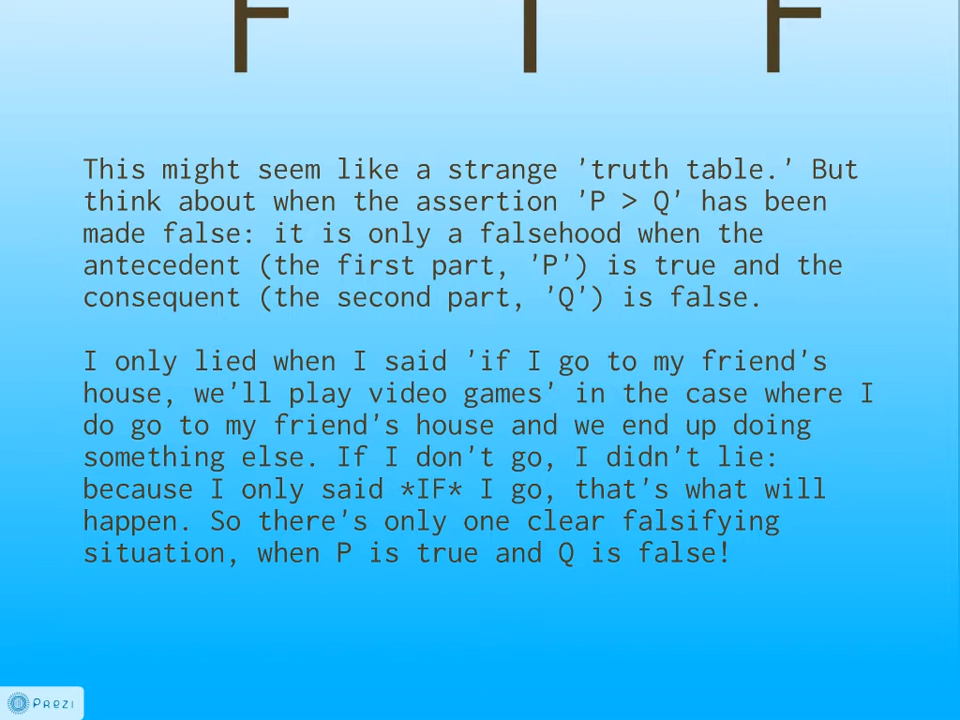 F T F
This might seem like a strange 'truth table.' But
think about when the assertion 'P > Q' has been
made false: it is only a falsehood when the
antecedent (the first part, 'P') is true and the
consequent (the second part, 'Q') is false.
I only lied when I said 'if I go to my friend's
house, we'll play video games' in the case where I
do go to my friend's house and we end up doing
something else. If I don't go, I didn't lie:
because I only said *IF* I go, that's what will
happen. So there's only one clear falsifying
situation, when P is true and Q is false!
Prezi